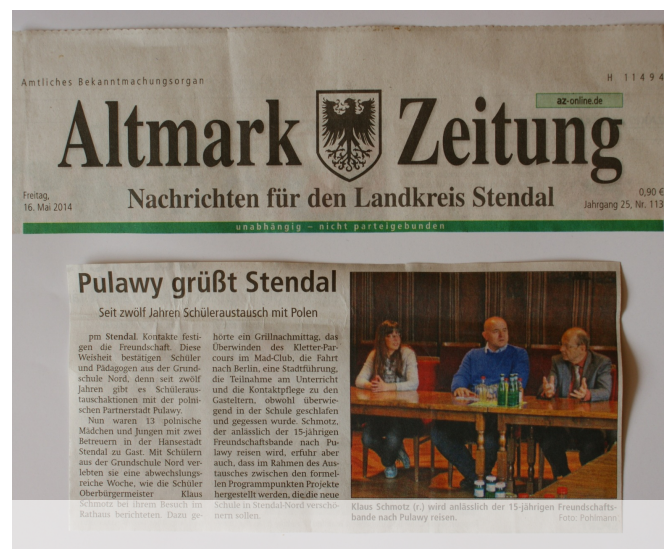 Amtliches Bekanntmachungsorgan
H 11494
az-online.de
Altmark Zeitung
Freitag,
16. Mai 2014
Nachrichten für den Landkreis Stendal
0,90 €
Jahrgang 25, Nr. 113
unabhängig – nicht parteigebunden
Pulawy grüßt Stendal
Seit zwölf Jahren Schüleraustausch mit Polen
pm Stendal. Kontakte festi-
gen die Freundschaft. Diese
Weisheit bestätigen Schüler
und Pädagogen aus der Grund-
schule Nord, denn seit zwölf
Jahren gibt es Schüleraus-
tauschaktionen mit der polni-
schen Partnerstadt Pulawy.
Nun waren 13 polnische
Mädchen und Jungen mit zwei
Betreuern in der Hansestadt
Stendal zu Gast. Mit Schülern
aus der Grundschule Nord ver-
lebten sie eine abwechslungs-
reiche Woche, wie die Schüler
Oberbürgermeister Klaus
Schmotz bei ihrem Besuch im
Rathaus berichteten. Dazu ge-
hörte ein Grillnachmittag, das
Überwinden des Kletter-Par-
cours im Mad-Club, die Fahrt
nach Berlin, eine Stadtführung,
die Teilnahme am Unterricht
und die Kontaktpflege zu den
Gasteltern, obwohl überwie-
gend in der Schule geschlafen
und gegessen wurde. Schmotz,
der anlässlich der 15-jährigen
Freundschaftsbande nach Pu-
lawy reisen wird, erfuhr aber
auch, dass im Rahmen des Aus-
tausches zwischen den formel-
len Programmpunkten Projekte
hergestellt werden, die die neue
Schule in Stendal-Nord verschö-
nern sollen.
Klaus Schmotz (r.) wird anlässlich der 15-jährigen Freundschafts-
bande nach Pulawy reisen. Foto: Pohlmann